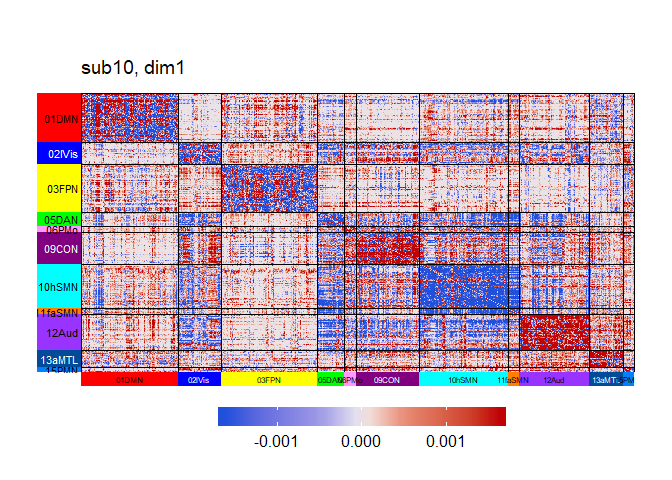 sub10, dim1
01DMN
02lVis
03FPN
05DAN
06PMo
09CON
10hSMN
11faSMN
12Aud
13aMTL
15PMN
01DMN 02lVis 03FPN 05DAN 09CON 10hSMN 11faSMN 12Aud 13aMTL
-0.001 0.000 0.001